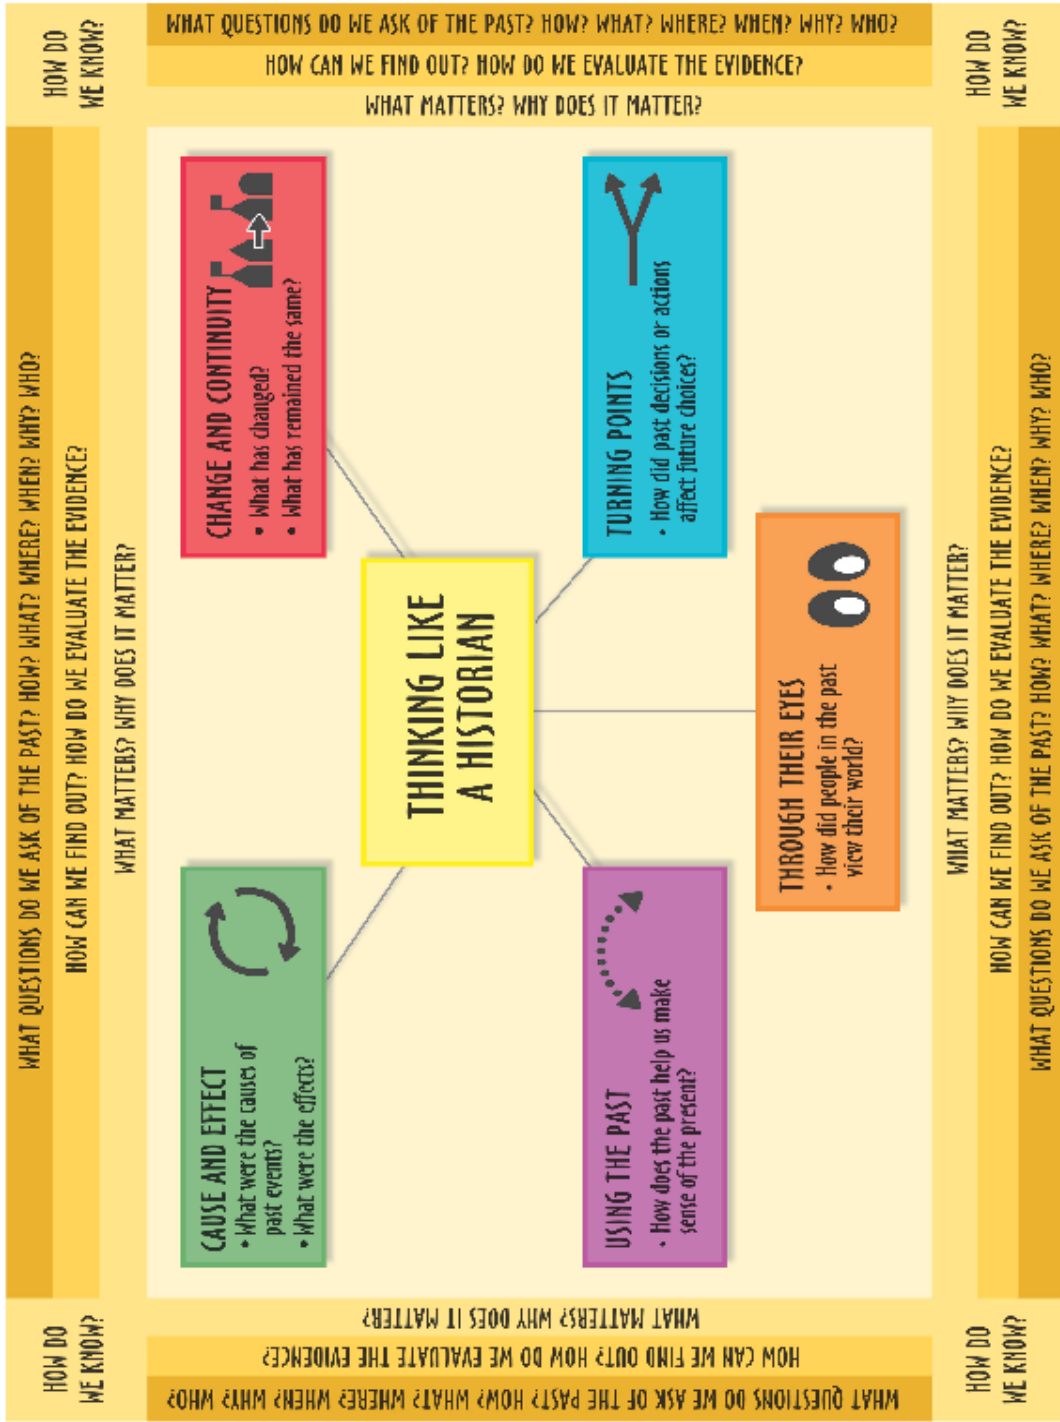 HOW DO
WE KNOW?
WHAT QUESTIONS DO WE ASK OF THE PAST? HOW? WHAT? WHERE? WHEN? WHY? WHO?
HOW CAN WE FIND OUT? HOW DO WE EVALUATE THE EVIDENCE?
WHAT MATTERS? WHY DOES IT MATTER?
HOW DO
WE KNOW?
WHAT QUESTIONS DO WE ASK OF THE PAST? HOW? WHAT? WHERE? WHEN? WHY? WHO?
HOW CAN WE FIND OUT? HOW DO WE EVALUATE THE EVIDENCE?
WHAT MATTERS? WHY DOES IT MATTER?
CAUSE AND EFFECT
• What were the causes of
past events?
• What were the effects?
CHANGE AND CONTINUITY
• What has changed?
• What has remained the same?
THINKING LIKE
A HISTORIAN
USING THE PAST
• How does the past help us make
sense of the present?
TURNING POINTS
• How did past decisions or actions
affect future choices?
THROUGH THEIR EYES
• How did people in the past
view their world?
WHAT QUESTIONS DO WE ASK OF THE PAST? HOW? WHAT? WHERE? WHEN? WHY? WHO?
HOW CAN WE FIND OUT? HOW DO WE EVALUATE THE EVIDENCE?
WHAT MATTERS? WHY DOES IT MATTER?
HOW DO
WE KNOW?
WHAT MATTERS? WHY DOES IT MATTER?
HOW CAN WE FIND OUT? HOW DO WE EVALUATE THE EVIDENCE?
WHAT QUESTIONS DO WE ASK OF THE PAST? HOW? WHAT? WHERE? WHEN? WHY? WHO?
HOW DO
WE KNOW?